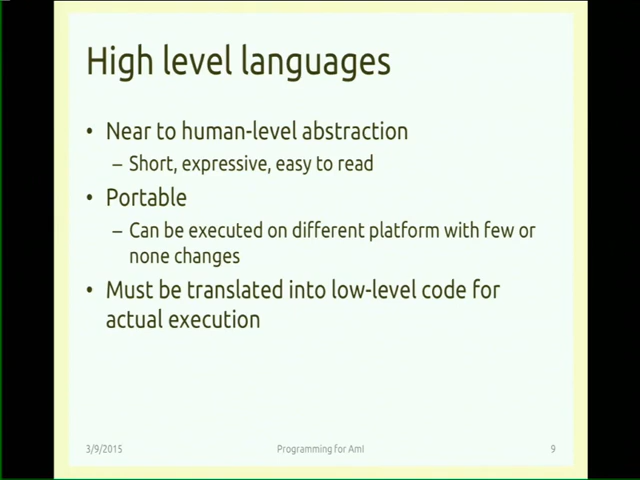 High level languages
• Near to human-level abstraction
– Short, expressive, easy to read
• Portable
– Can be executed on different platform with few or
none changes
• Must be translated into low-level code for
actual execution
3/9/2015
Programming for AmI
9